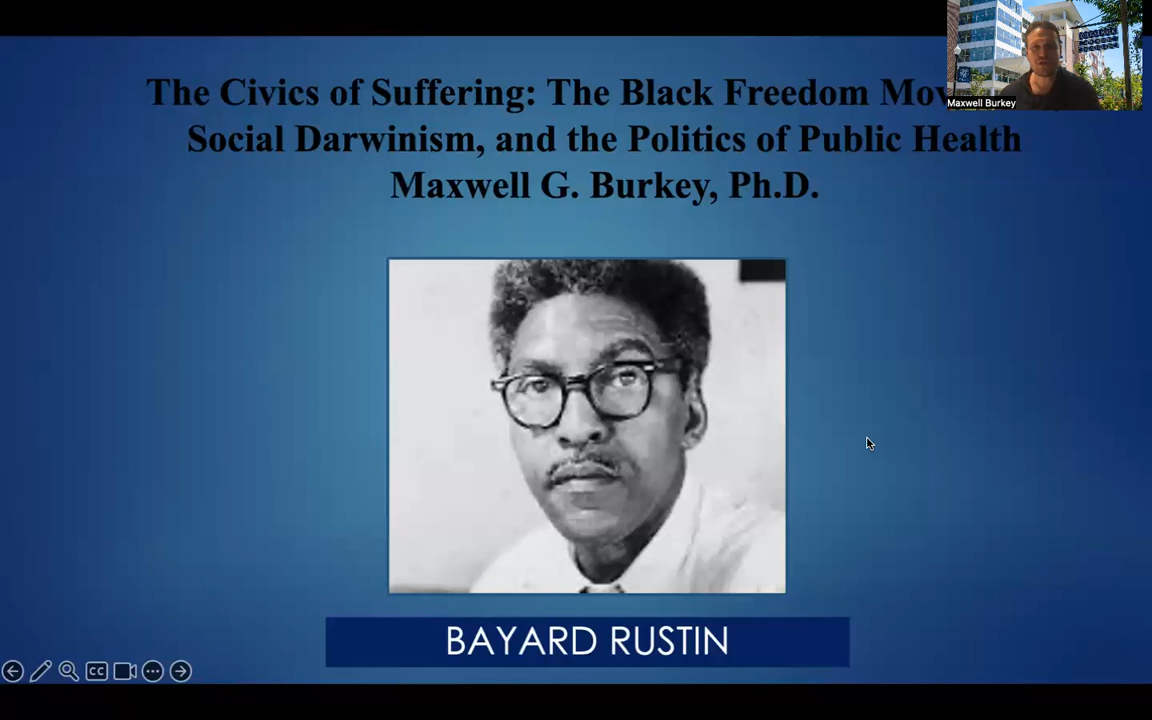 The Civics of Suffering: The Black Freedom
Social Darwinism, and the Politics of Public Health
Maxwell G. Burkey, Ph.D.
Maxwell Burkey
BAYARD RUSTIN
CC